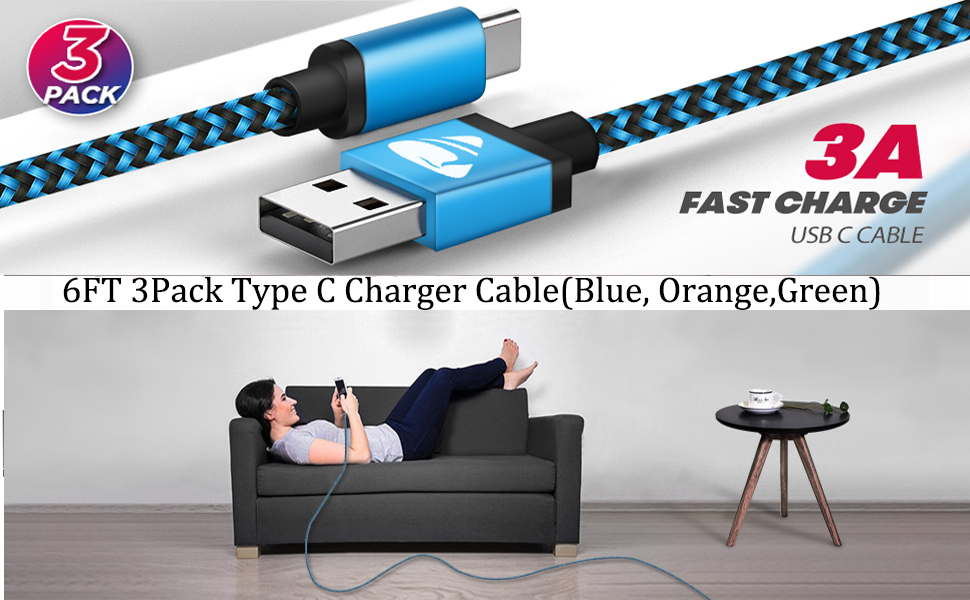 3
PACK
3A
FAST CHARGE
USB C CABLE
6FT 3Pack Type C Charger Cable(Blue, Orange,Green)